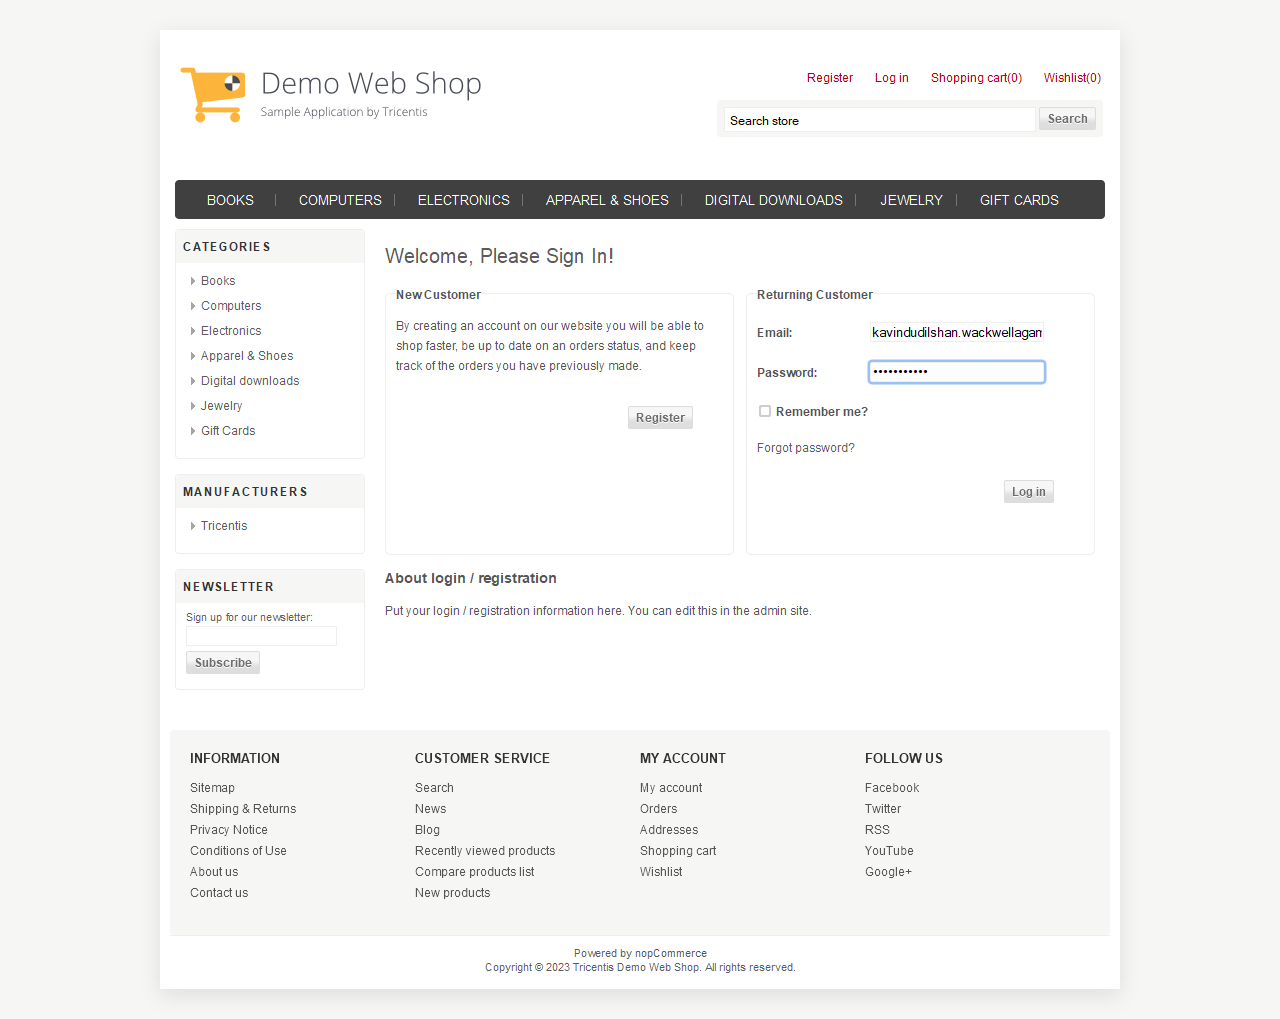 Demo Web Shop
Sample Application by Tricentis
Register Log in Shopping cart(0) Wishlist(0)
Search store Search
BOOKS COMPUTERS ELECTRONICS APPAREL & SHOES DIGITAL DOWNLOADS JEWELRY GIFT CARDS
CATEGORIES
Books
Computers
Electronics
Apparel & Shoes
Digital downloads
Jewelry
Gift Cards
MANUFACTURERS
Tricentis
NEWSLETTER
Sign up for our newsletter:
Subscribe
Welcome, Please Sign In!
New Customer
By creating an account on our website you will be able to
shop faster, be up to date on an orders status, and keep
track of the orders you have previously made.
Register
Returning Customer
Email: kavindudilshan.wackwellagam
Password: •••••••••••
Remember me?
Forgot password?
Log in
About login / registration
Put your login / registration information here. You can edit this in the admin site.
INFORMATION
Sitemap
Shipping & Returns
Privacy Notice
Conditions of Use
About us
Contact us
CUSTOMER SERVICE
Search
News
Blog
Recently viewed products
Compare products list
New products
MY ACCOUNT
My account
Orders
Addresses
Shopping cart
Wishlist
FOLLOW US
Facebook
Twitter
RSS
YouTube
Google+
Powered by nopCommerce
Copyright © 2023 Tricentis Demo Web Shop. All rights reserved.